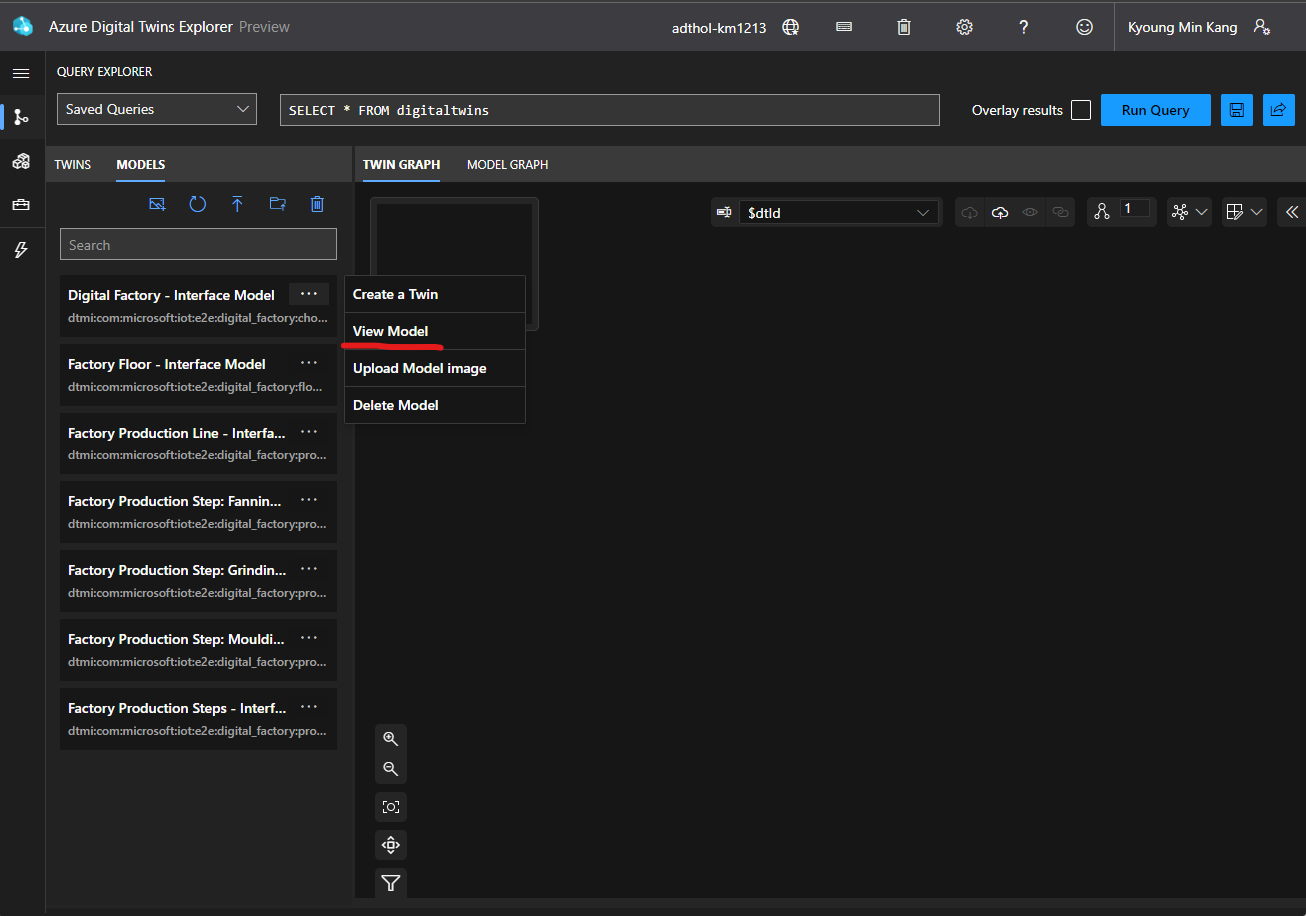 Azure Digital Twins Explorer Preview
adthol-km1213
?
Kyoung Min Kang
QUERY EXPLORER
Saved Queries
SELECT * FROM digitaltwins
Overlay results
Run Query
TWINS
MODELS
TWIN GRAPH
MODEL GRAPH
$dtId
1
Search
Digital Factory - Interface Model ...
dtmi:com:microsoft:iot:e2e:digital_factory:cho...
Factory Floor - Interface Model ...
dtmi:com:microsoft:iot:e2e:digital_factory:flo...
Factory Production Line - Interfa... ...
dtmi:com:microsoft:iot:e2e:digital_factory:pro...
Factory Production Step: Fannin... ...
dtmi:com:microsoft:iot:e2e:digital_factory:pro...
Factory Production Step: Grindin... ...
dtmi:com:microsoft:iot:e2e:digital_factory:pro...
Factory Production Step: Mouldi... ...
dtmi:com:microsoft:iot:e2e:digital_factory:pro...
Factory Production Steps - Interf... ...
dtmi:com:microsoft:iot:e2e:digital_factory:pro...
Create a Twin
View Model
Upload Model image
Delete Model